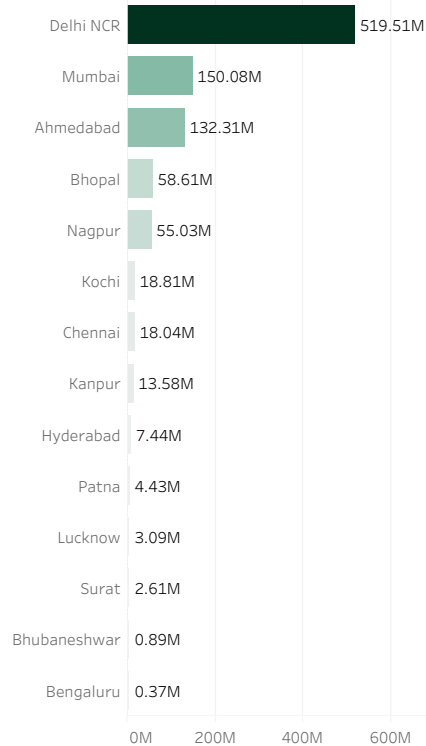 Delhi NCR 519.51M
Mumbai 150.08M
Ahmedabad 132.31M
Bhopal 58.61M
Nagpur 55.03M
Kochi 18.81M
Chennai 18.04M
Kanpur 13.58M
Hyderabad 7.44M
Patna 4.43M
Lucknow 3.09M
Surat 2.61M
Bhubaneshwar 0.89M
Bengaluru 0.37M
0M 200M 400M 600M